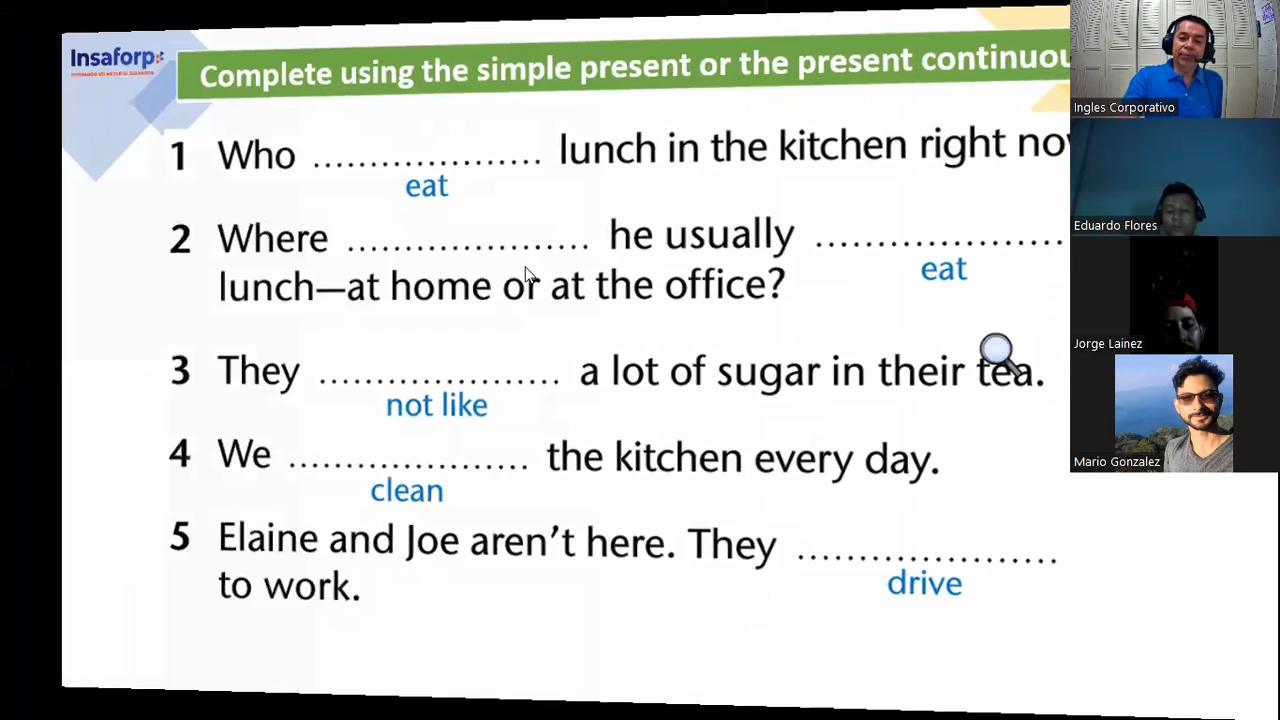 Insaforp
Complete using the simple present or the present continuou
1 Who .................... lunch in the kitchen right no
eat
2 Where ...................... he usually ......................
eat
lunch—at home or at the office?
3 They ...................... a lot of sugar in their tea.
not like
4 We ...................... the kitchen every day.
clean
5 Elaine and Joe aren't here. They ........................
drive
to work.
Ingles Corporativo
Eduardo Flores
Jorge Lainez
Mario Gonzalez